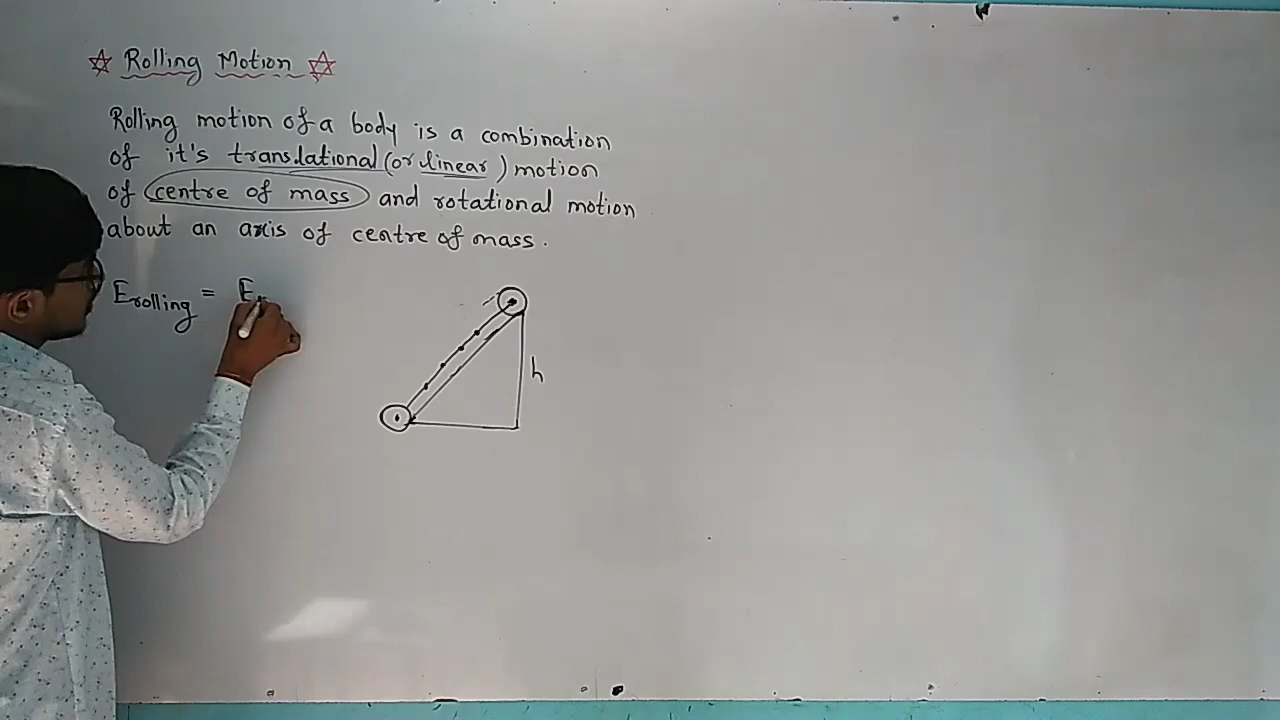 Rolling Motion
Rolling motion of a body is a combination
of it's translational (or linear) motion
of centre of mass and rotational motion
about an axis of centre of mass.
Erolling = E
h